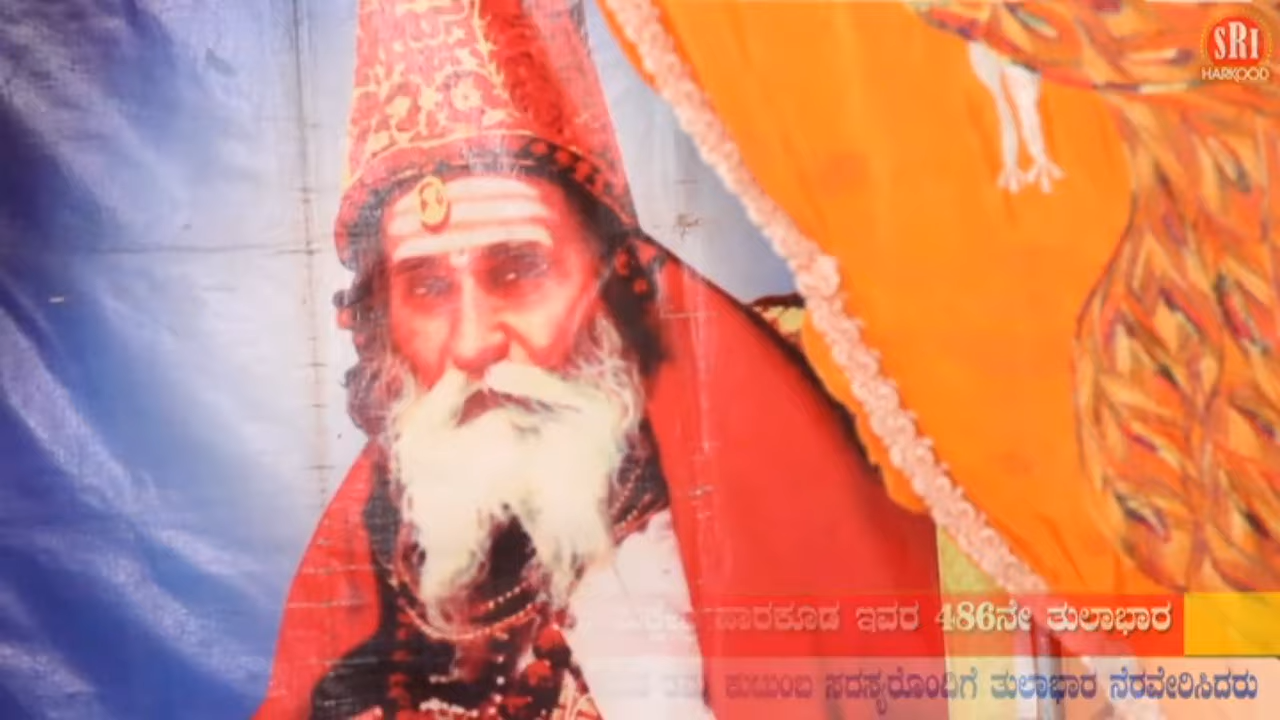 SRI
HARKOOD
ಹಾರಕೂಡ ಇವರ 486ನೇ ತುಲಾಭಾರ
ಕುಟುಂಬ ಸದಸ್ಯರೊಂದಿಗೆ ತುಲಾಭಾರ ನೆರವೇರಿಸಿದರು